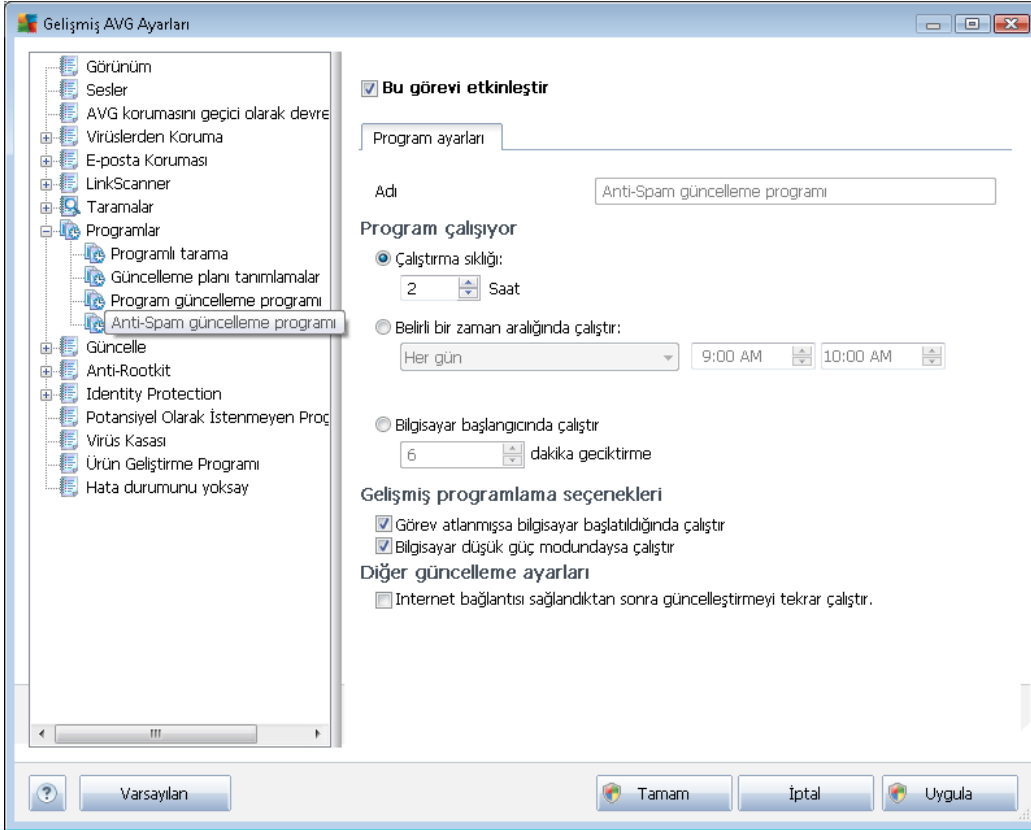 Gelişmiş AVG Ayarları
Görünüm
Sesler
AVG korumasını geçici olarak devre
Virüslerden Koruma
E-posta Koruması
LinkScanner
Taramalar
Programlar
Programlı tarama
Güncelleme planı tanımlamalar
Program güncelleme programı
Anti-Spam güncelleme programı
Güncelle
Anti-Rootkit
Identity Protection
Potansiyel Olarak İstenmeyen Prog
Virüs Kasası
Ürün Geliştirme Programı
Hata durumunu yoksay
Bu görevi etkinleştir
Program ayarları
Adı Anti-Spam güncelleme programı
Program çalışıyor
Çalıştırma sıklığı:
2 Saat
Belirli bir zaman aralığında çalıştır:
Her gün 9:00 AM 10:00 AM
Bilgisayar başlangıcında çalıştır
6 dakika geciktirme
Gelişmiş programlama seçenekleri
Görev atlanmışsa bilgisayar başlatıldığında çalıştır
Bilgisayar düşük güç modundaysa çalıştır
Diğer güncelleme ayarları
Internet bağlantısı sağlandıktan sonra güncelleştirmeyi tekrar çalıştır.
? Varsayılan Tamam İptal Uygula